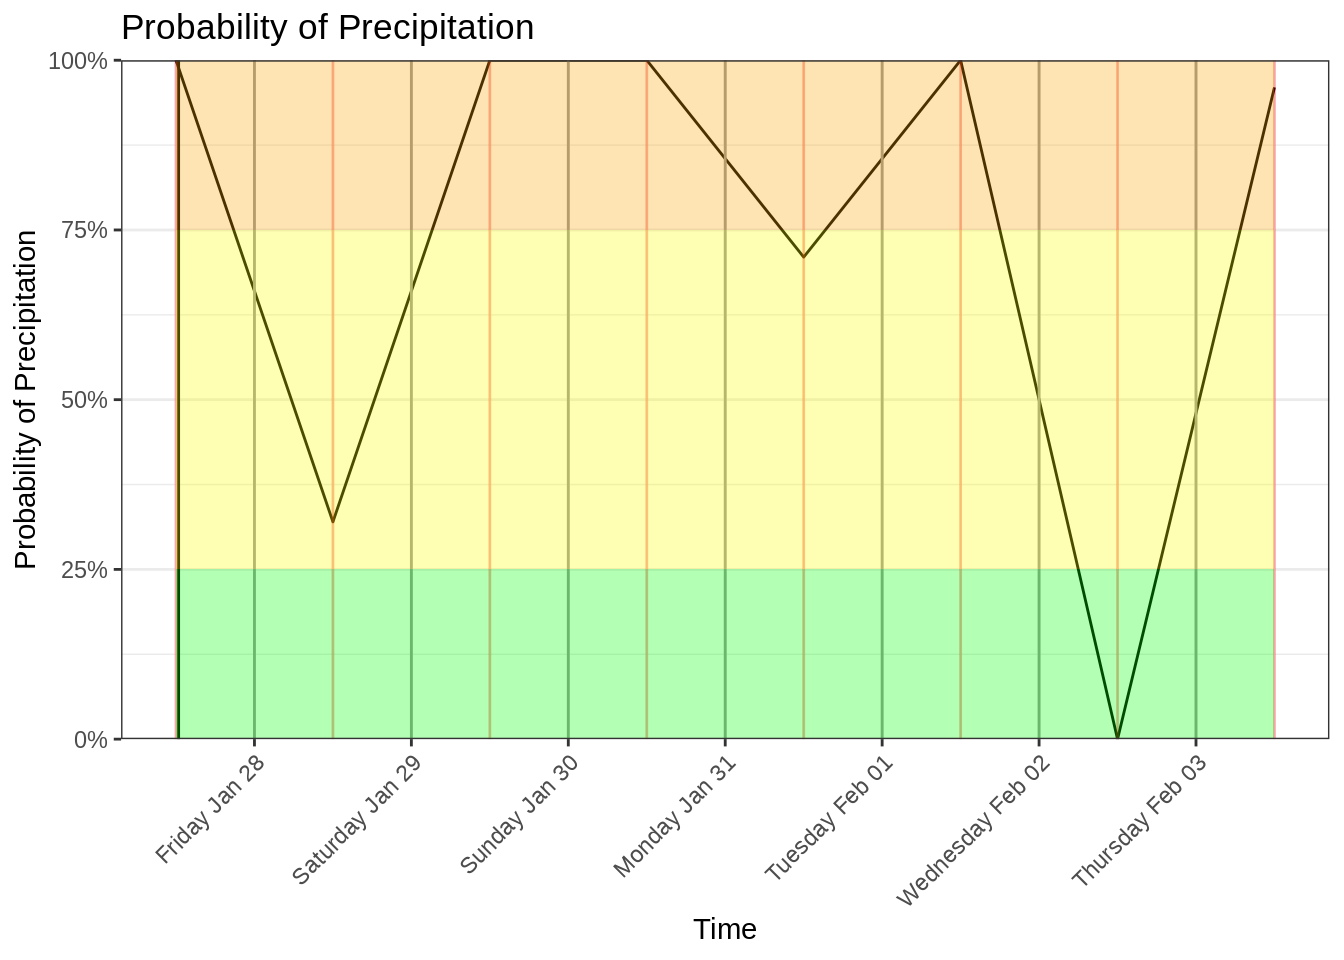 Probability of Precipitation
Probability of Precipitation
100%
75%
50%
25%
0%
Friday Jan 28
Saturday Jan 29
Sunday Jan 30
Monday Jan 31
Tuesday Feb 01
Wednesday Feb 02
Thursday Feb 03
Time